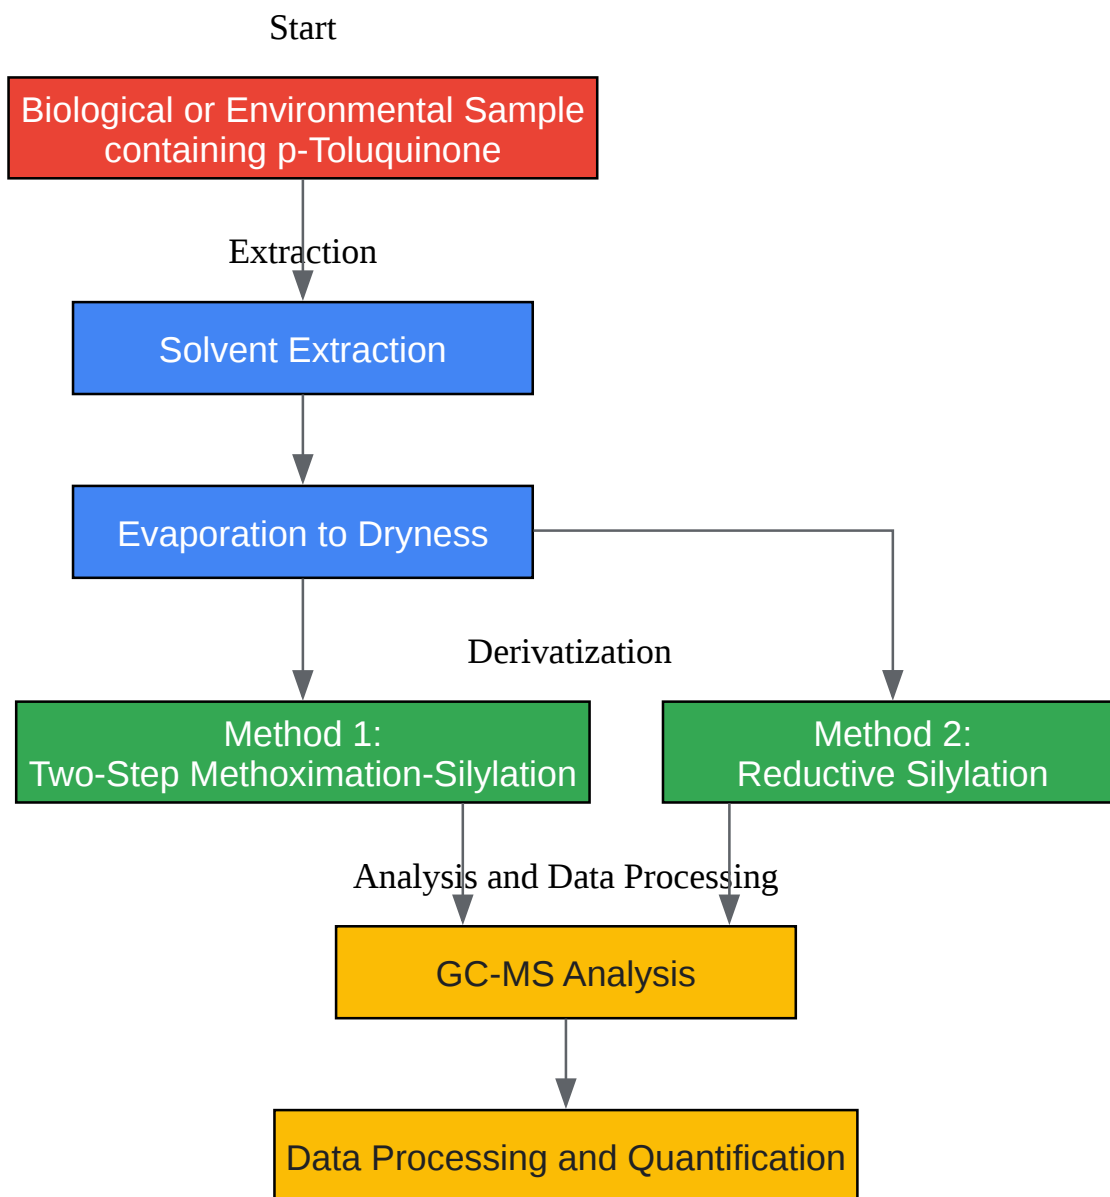 Start
Biological or Environmental Sample
containing p-Toluquinone
Extraction
Solvent Extraction
Evaporation to Dryness
Derivatization
Method 1:
Two-Step Methoximation-Silylation
Method 2:
Reductive Silylation
Analysis and Data Processing
GC-MS Analysis
Data Processing and Quantification